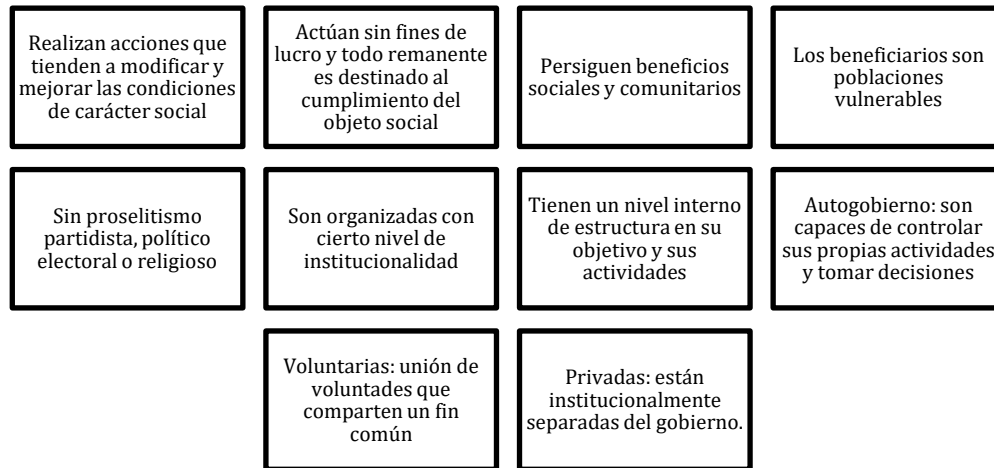 Realizan acciones que
tienden a modificar y
mejorar las condiciones
de carácter social
Actúan sin fines de
lucro y todo remanente
es destinado al
cumplimiento del
objeto social
Persiguen beneficios
sociales y comunitarios
Los beneficiarios son
poblaciones
vulnerables
Sin proselitismo
partidista, político
electoral o religioso
Son organizadas con
cierto nivel de
institucionalidad
Tienen un nivel interno
de estructura en su
objetivo y sus
actividades
Autogobierno: son
capaces de controlar
sus propias actividades
y tomar decisiones
Voluntarias: unión de
voluntades que
comparten un fin
común
Privadas: están
institucionalmente
separadas del gobierno.